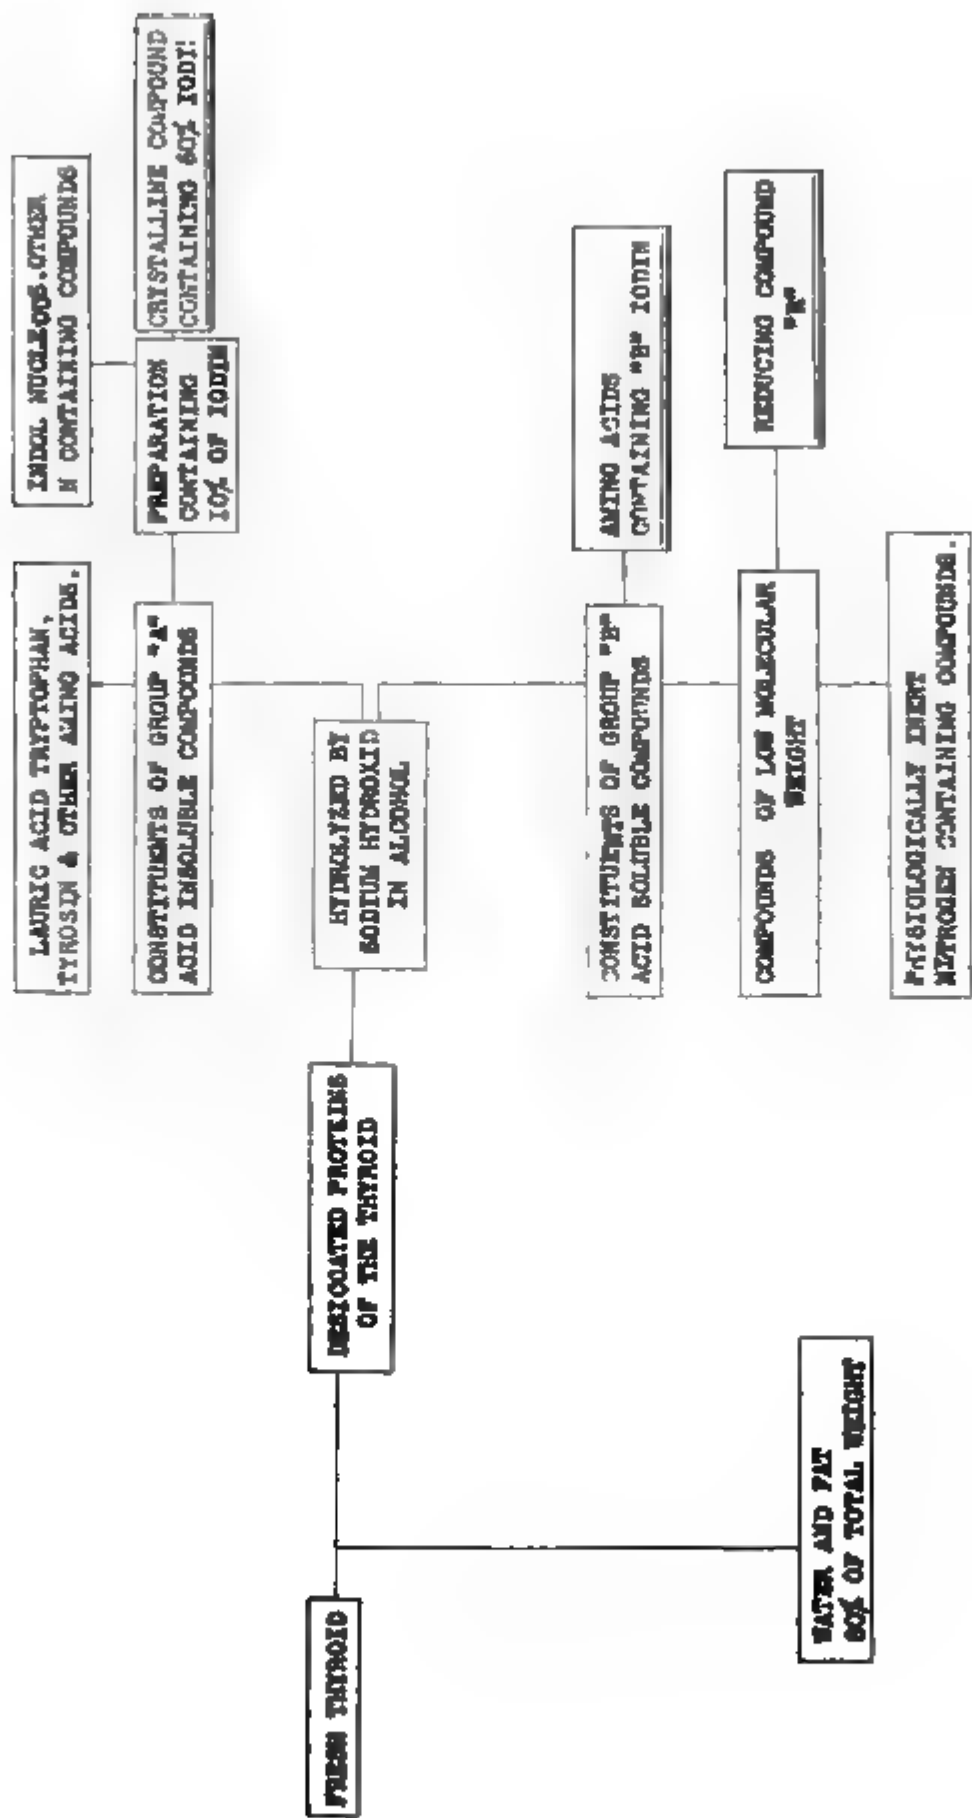 FRESH THYROID
WATER AND FAT
80% OF TOTAL WEIGHT
DESICCATED PROTEINS
OF THE THYROID
HYDROLYZED BY
SODIUM HYDROXID
IN ALCOHOL
LAURIC ACID TRYPTOPHAN,
TYROSIN & OTHER AMINO ACIDS.
CONSTITUENTS OF GROUP "A"
ACID INSOLUBLE COMPOUNDS
INDOL NUCLEOUS.OTHER
N CONTAINING COMPOUNDS
PREPARATION
CONTAINING
10% OF IODIN
CRYSTALLINE COMPOUND
CONTAINING 60% IODI
CONSTITUENTS OF GROUP "B"
ACID SOLUBLE COMPOUNDS
AMINO ACIDS
CONTAINING "B" IODIN
COMPOUNDS OF LOW MOLECULAR
WEIGHT
REDUCING COMPOUND
PHYSIOLOGICALLY INERT
NITROGEN CONTAINING COMPOUNDS.